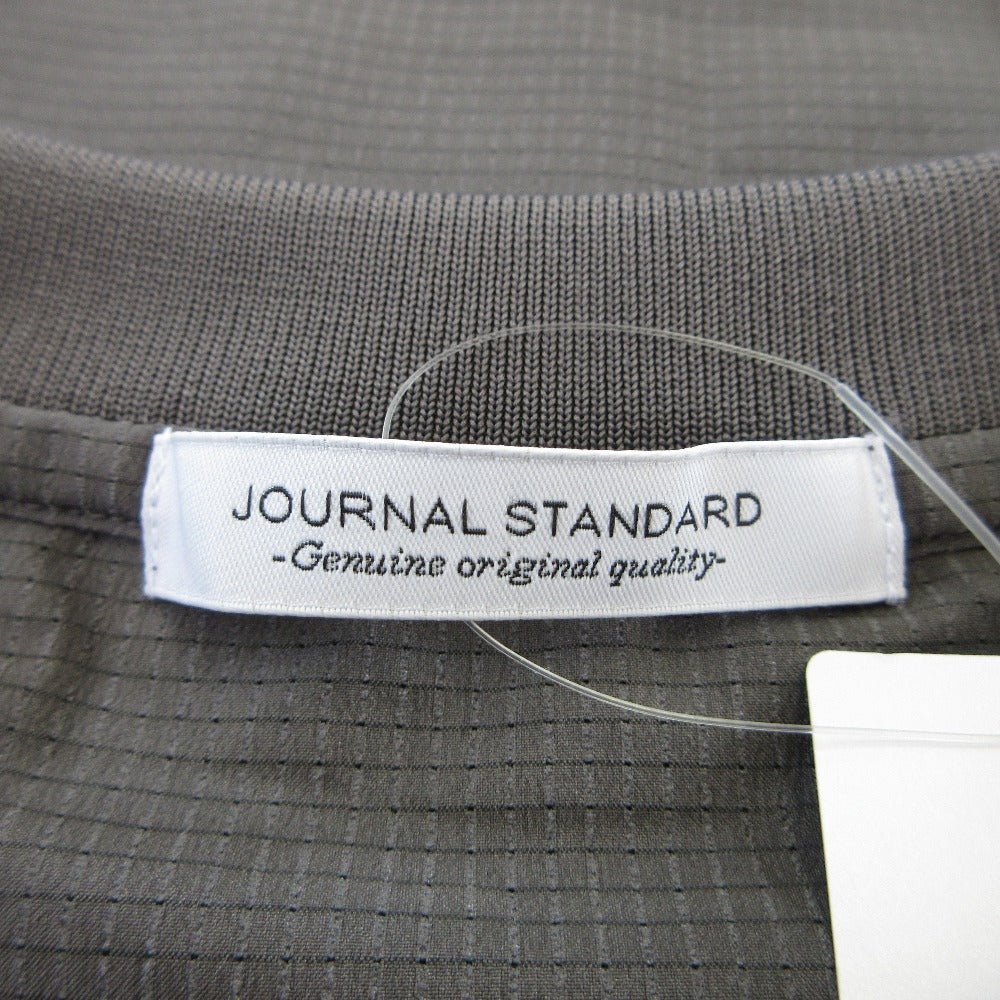 JOURNAL STANDARD
-Genuine original quality-